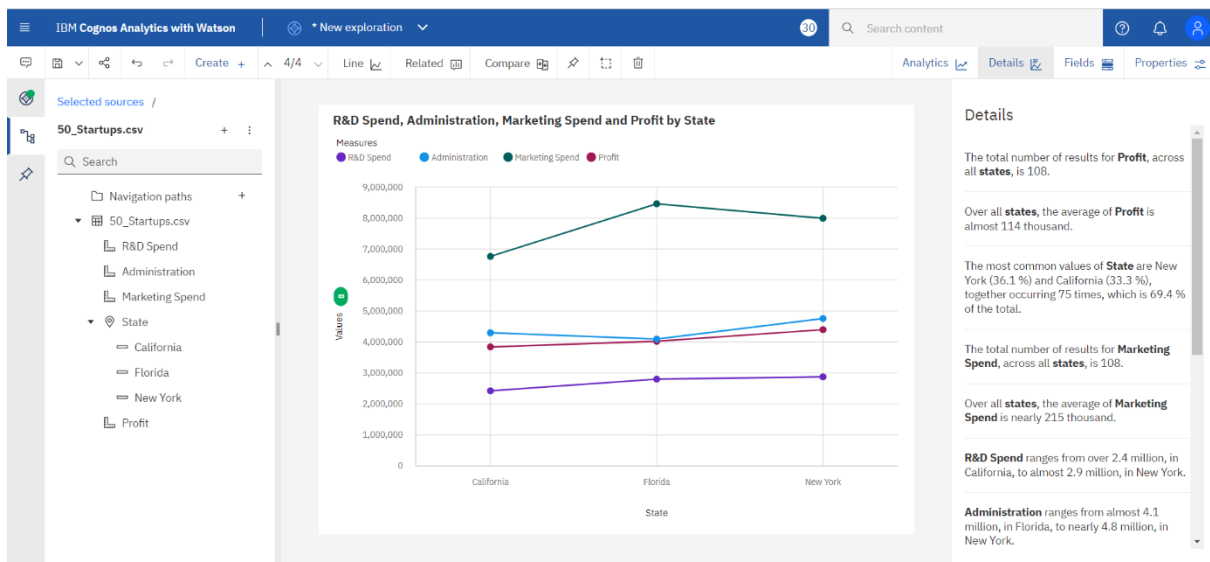 IBM Cognos Analytics with Watson
* New exploration
30
Search content
Create +
4/4
Line
Related
Compare
Analytics
Details
Fields
Properties
Selected sources /
50_Startups.csv
Search
Navigation paths
50_Startups.csv
R&D Spend
Administration
Marketing Spend
State
California
Florida
New York
Profit
R&D Spend, Administration, Marketing Spend and Profit by State
Measures
R&D Spend Administration Marketing Spend Profit
9,000,000
8,000,000
7,000,000
6,000,000
5,000,000
4,000,000
3,000,000
2,000,000
1,000,000
0
Values
California Florida New York
State
Details
The total number of results for Profit, across
all states, is 108.
Over all states, the average of Profit is
almost 114 thousand.
The most common values of State are New
York (36.1 %) and California (33.3 %),
together occurring 75 times, which is 69.4 %
of the total.
The total number of results for Marketing
Spend, across all states, is 108.
Over all states, the average of Marketing
Spend is nearly 215 thousand.
R&D Spend ranges from over 2.4 million, in
California, to almost 2.9 million, in New York.
Administration ranges from almost 4.1
million, in Florida, to nearly 4.8 million, in
New York.